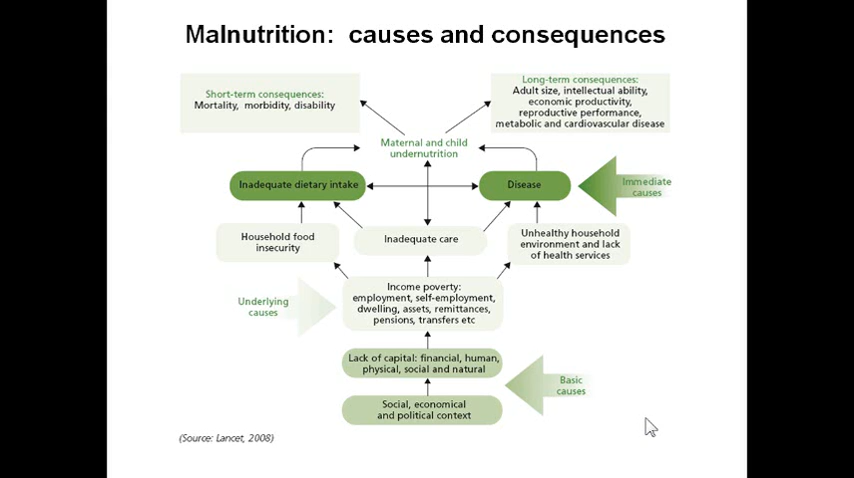 Malnutrition: causes and consequences
Short-term consequences:
Mortality, morbidity, disability
Long-term consequences:
Adult size, intellectual ability,
economic productivity,
reproductive performance,
metabolic and cardiovascular disease
Maternal and child
undernutrition
Inadequate dietary intake
Disease
Immediate
causes
Household food
insecurity
Inadequate care
Unhealthy household
environment and lack
of health services
Underlying
causes
Income poverty:
employment, self-employment,
dwelling, assets, remittances,
pensions, transfers etc
Lack of capital: financial, human,
physical, social and natural
Basic
causes
Social, economical
and political context
(Source: Lancet, 2008)